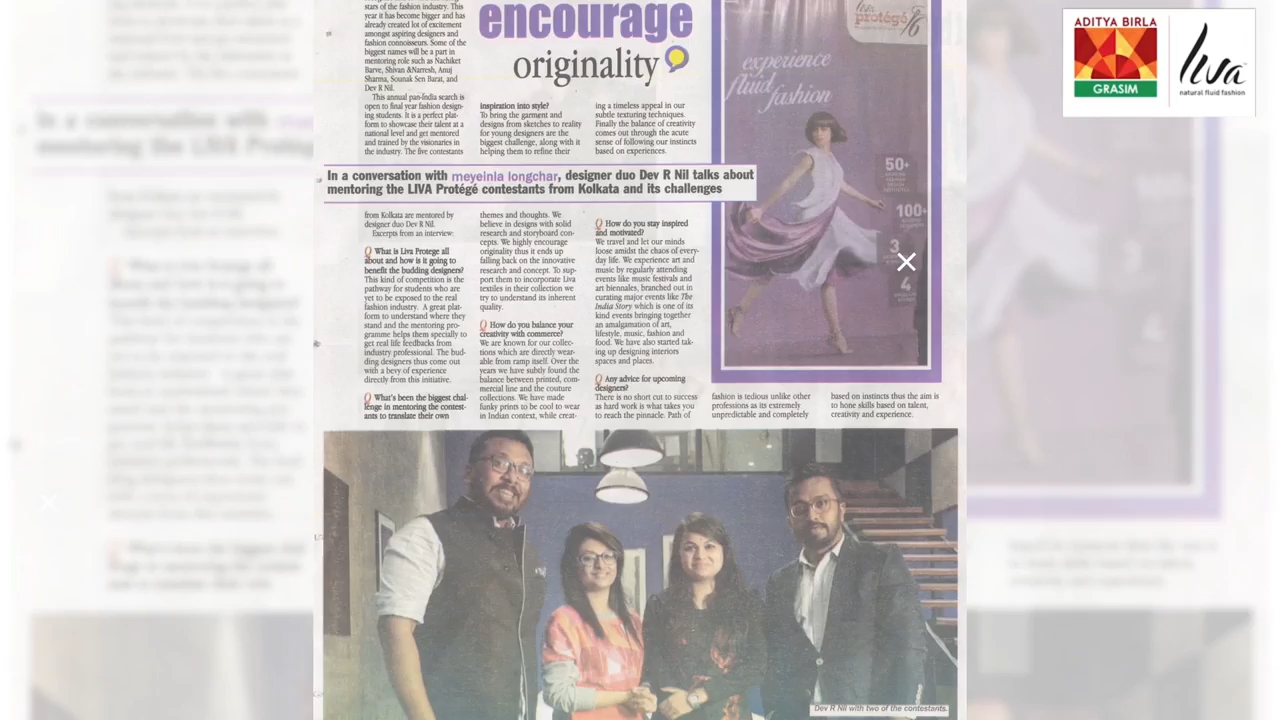 encourage
originality
stars of the fashion industry. This
year it has become bigger and has
already created lot of excitement
amongst aspiring designers and
fashion connoisseurs. Some of the
biggest names will be a part in
mentoring role such as Nachiket
Barve, Shivan &Narresh, Anuj
Sharma, Sounak Sen Barat, and
Dev R Nil.
This annual pan-India search is
open to final year fashion design-
ing students. It is a perfect plat-
form to showcase their talent at a
national level and get mentored
and trained by the visionaries in
the industry. The five contestants
inspiration into style?
To bring the garment and
designs from sketches to reality
for young designers are the
biggest challenge, along with it
helping them to refine their
ing a timeless appeal in our
subtle texturing techniques.
Finally the balance of creativity
comes out through the acute
sense of following our instincts
based on experiences.
In a conversation with meyeinla longchar, designer duo Dev R Nil talks about
mentoring the LIVA Protégé contestants from Kolkata and its challenges
from Kolkata are mentored by
designer duo Dev R Nil.
Excerpts from an interview:
Q What is Liva Protege all
about and how is it going to
benefit the budding designers?
This kind of competition is the
pathway for students who are
yet to be exposed to the real
fashion industry. A great plat-
form to understand where they
stand and the mentoring pro-
gramme helps them specially to
get real life feedbacks from
industry professional. The bud-
ding designers thus come out
with a bevy of experience
directly from this initiative.
Q What's been the biggest chal-
lenge in mentoring the contest-
ants to translate their own
themes and thoughts. We
believe in designs with solid
research and storyboard con-
cepts. We highly encourage
originality thus it ends up
falling back on the innovative
research and concept. To sup-
port them to incorporate Liva
textiles in their collection we
try to understand its inherent
quality.
Q How do you balance your
creativity with commerce?
We are known for our collec-
tions which are directly wear-
able from ramp itself. Over the
years we have subtly found the
balance between printed, com-
mercial line and the couture
collections. We have made
funky prints to be cool to wear
in Indian context, while creat-
Q How do you stay inspired
and motivated?
We travel and let our minds
loose amidst the chaos of every-
day life. We experience art and
music by regularly attending
events like music festivals and
art biennales, branched out in
curating major events like The
India Story which is one of its
kind events bringing together
an amalgamation of art,
lifestyle, music, fashion and
food. We have also started tak-
ing up designing interiors
spaces and places.
Q Any advice for upcoming
designers?
There is no short cut to success
as hard work is what takes you
to reach the pinnacle. Path of
fashion is tedious unlike other
professions as its extremely
unpredictable and completely
based on instincts thus the aim is
to hone skills based on talent,
creativity and experience.
Liva
protégé
experience
fluid
fashion
50+
100+
3
4
Dev R Nil with two of the contestants.
ADITYA BIRLA
GRASIM
Liva
natural fluid fashion